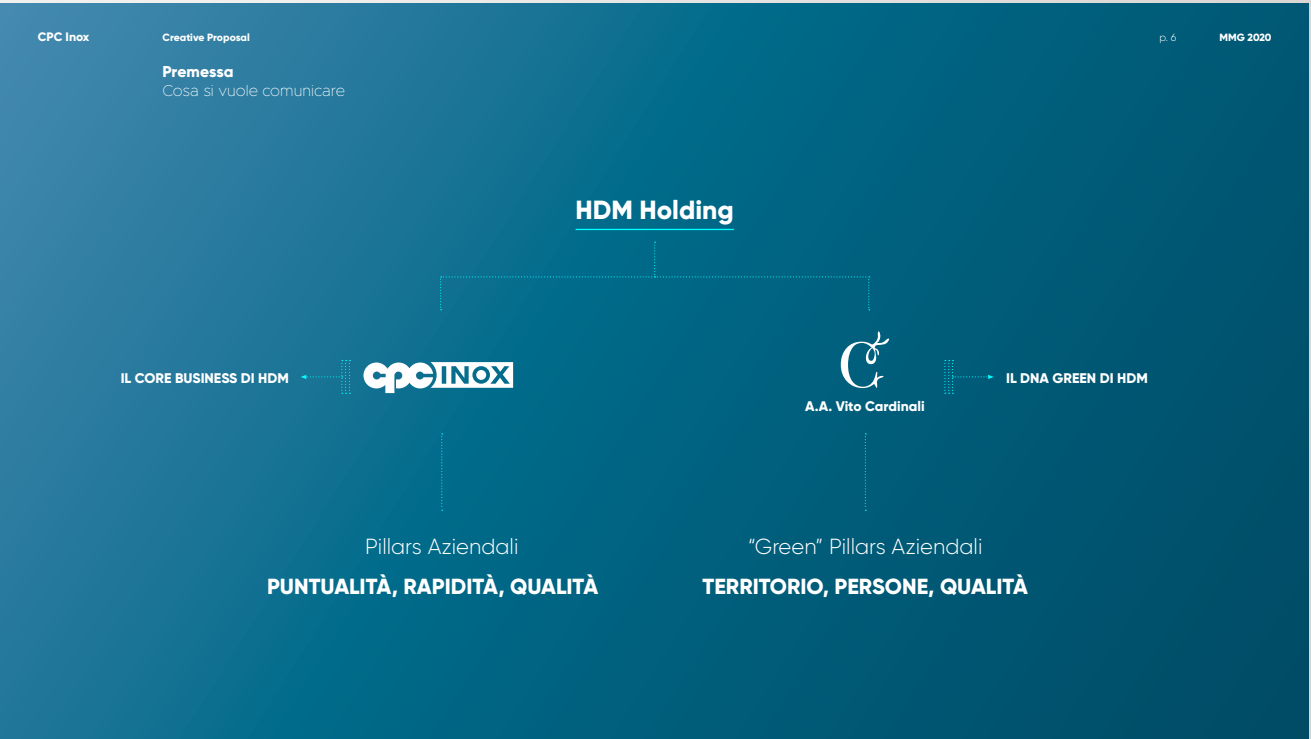 CPC Inox
Creative Proposal
p. 6
MMG 2020
Premessa
Cosa si vuole comunicare
HDM Holding
IL CORE BUSINESS DI HDM
cpc INOX
C
A.A. Vito Cardinali
IL DNA GREEN DI HDM
Pillars Aziendali
PUNTUALITÀ, RAPIDITÀ, QUALITÀ
“Green” Pillars Aziendali
TERRITORIO, PERSONE, QUALITÀ